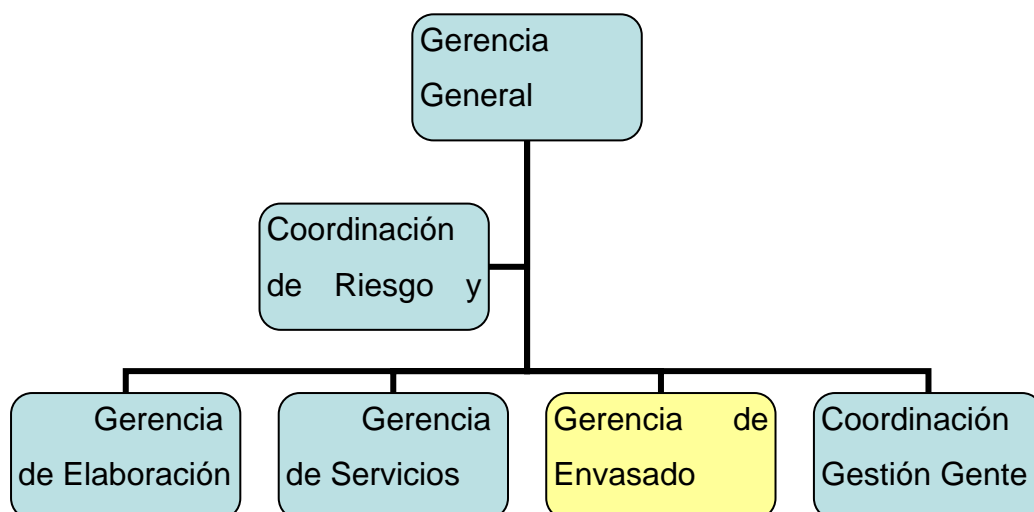 Gerencia
General
Coordinación
de Riesgo y
Gerencia
de Elaboración
Gerencia
de Servicios
Gerencia de
Envasado
Coordinación
Gestión Gente